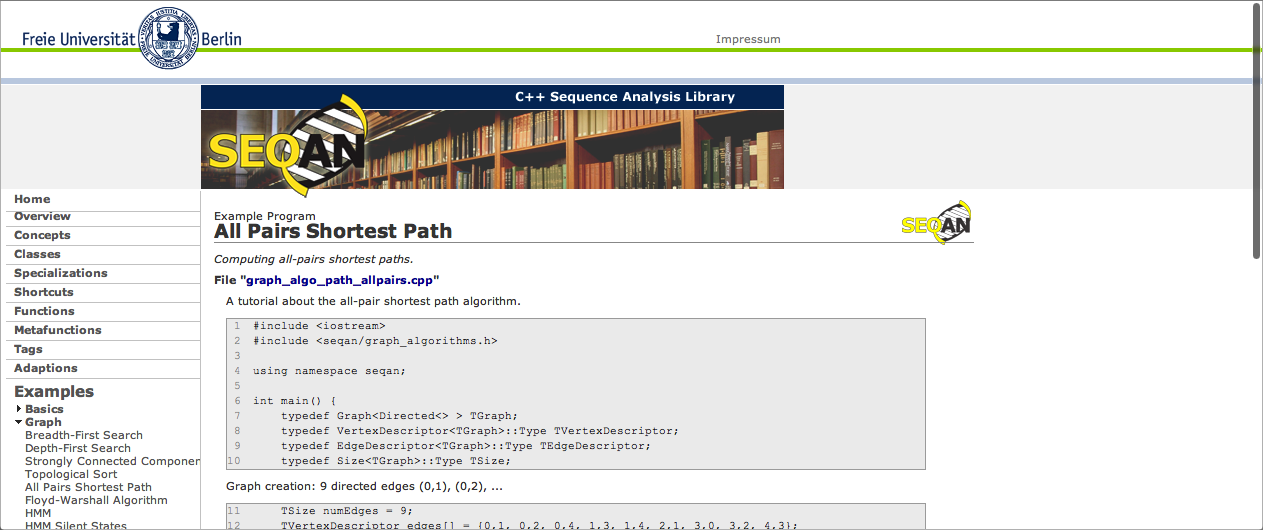 Freie Universität Berlin
Impressum
C++ Sequence Analysis Library
SEQAN
Home
Overview
Concepts
Classes
Specializations
Shortcuts
Functions
Metafunctions
Tags
Adaptions
Examples
Basics
Graph
Breadth-First Search
Depth-First Search
Strongly Connected Componen
Topological Sort
All Pairs Shortest Path
Floyd-Warshall Algorithm
HMM
HMM Silent States
Example Program
All Pairs Shortest Path
SEQAN
Computing all-pairs shortest paths.
File "graph_algo_path_allpairs.cpp"
A tutorial about the all-pair shortest path algorithm.
1 #include <iostream>
2 #include <seqan/graph_algorithms.h>
3
4 using namespace seqan;
5
6 int main() {
7 typedef Graph<Directed<> > TGraph;
8 typedef VertexDescriptor<TGraph>::Type TVertexDescriptor;
9 typedef EdgeDescriptor<TGraph>::Type TEdgeDescriptor;
10 typedef Size<TGraph>::Type TSize;
Graph creation: 9 directed edges (0,1), (0,2), ...
11 TSize numEdges = 9;
12 TVertexDescriptor edges[] = {0,1, 0,2, 0,4, 1,3, 1,4, 2,1, 3,0, 3,2, 4,3};